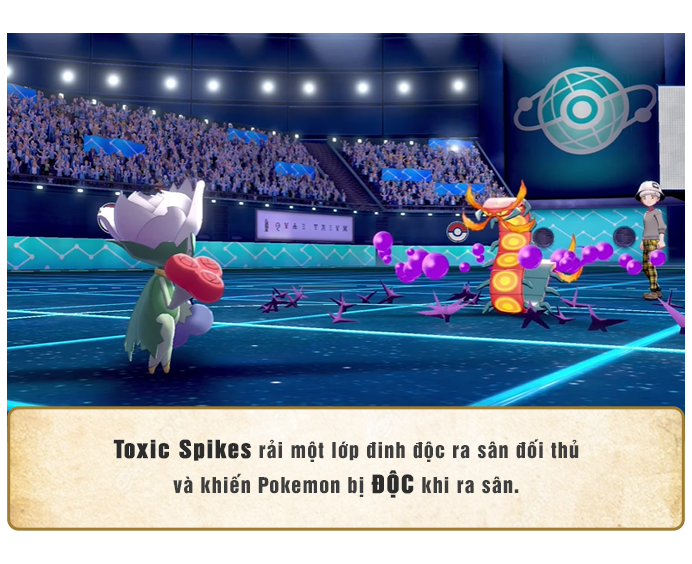 Toxic Spikes rải một lớp đinh độc ra sân đối thủ
và khiến Pokemon bị ĐỘC khi ra sân.